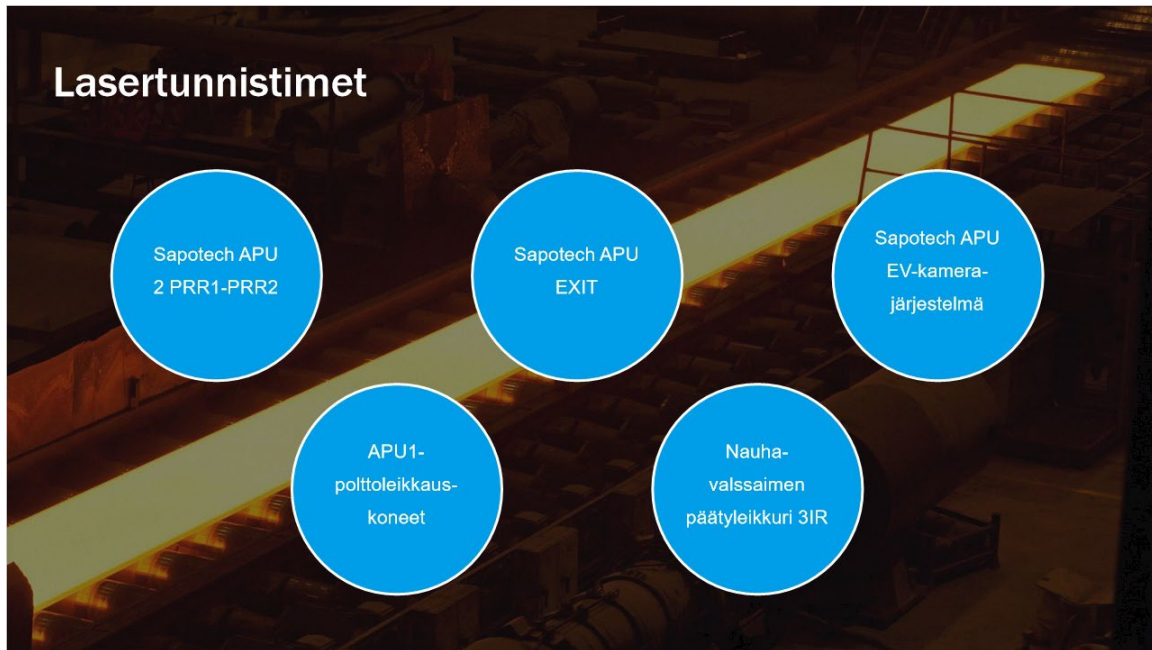 Lasertunnistimet
Sapotech APU
2 PRR1-PRR2
Sapotech APU
EXIT
Sapotech APU
EV-kamera-
järjestelmä
APU1-
polttoleikkaus-
koneet
Nauha-
valssaimen
päätyleikkuri 3IR